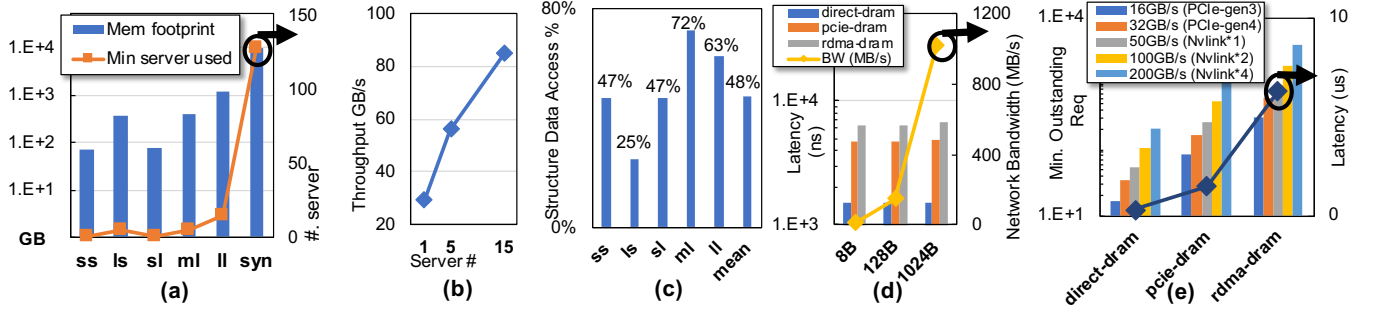 Mem footprint
Min server used
1.E+4
1.E+3
1.E+2
1.E+1
GB
150
100
50
0
#. server
ss ls sl ml ll syn
(a)
Throughput GB/s
100
80
60
40
20
1 5 15
Server #
(b)
Structure Data Access %
80%
0%
47%
25%
47%
72%
63%
48%
ss ls sl ml ll mean
(c)
direct-dram
pcie-dram
rdma-dram
BW (MB/s)
Latency (ns)
1.E+4
1.E+3
1200
800
400
0
Network Bandwidth (MB/s)
8B 128B 1024B
(d)
16GB/s (PCIe-gen3)
32GB/s (PCIe-gen4)
50GB/s (Nvlink*1)
100GB/s (Nvlink*2)
200GB/s (Nvlink*4)
Min. Outstanding
Req
1.E+4
1.E+1
10
0
Latency (us)
direct-dram pcie-dram rdma-dram
(e)